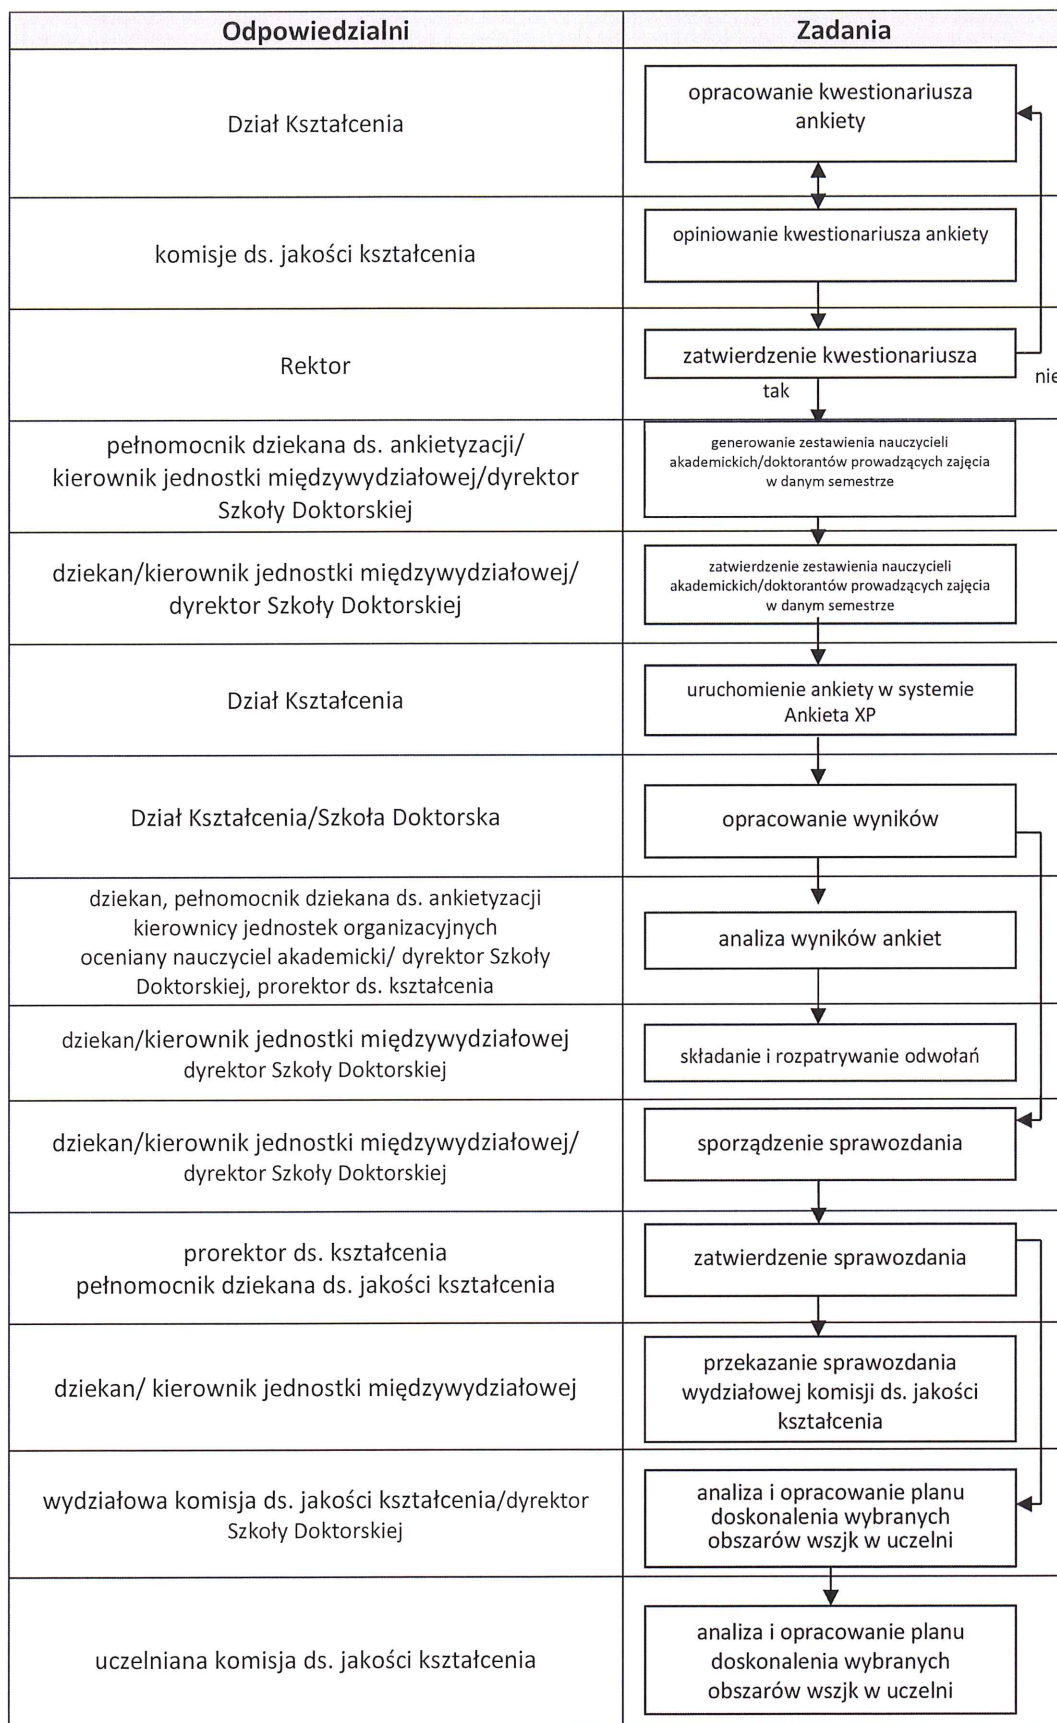 Odpowiedzialni
Zadania
Dział Kształcenia
opracowanie kwestionariusza
ankiety
komisje ds. jakości kształcenia
opiniowanie kwestionariusza ankiety
Rektor
zatwierdzenie kwestionariusza
tak
nie
pełnomocnik dziekana ds. ankietyzacji/
kierownik jednostki międzywydziałowej/dyrektor
Szkoły Doktorskiej
generowanie zestawienia nauczycieli
akademickich/doktorantów prowadzących zajęcia
w danym semestrze
dziekan/kierownik jednostki międzywydziałowej/
dyrektor Szkoły Doktorskiej
zatwierdzenie zestawienia nauczycieli
akademickich/doktorantów prowadzących zajęcia
w danym semestrze
Dział Kształcenia
uruchomienie ankiety w systemie
Ankieta XP
Dział Kształcenia/Szkoła Doktorska
opracowanie wyników
dziekan, pełnomocnik dziekana ds. ankietyzacji
kierownicy jednostek organizacyjnych
oceniany nauczyciel akademicki/ dyrektor Szkoły
Doktorskiej, prorektor ds. kształcenia
analiza wyników ankiet
dziekan/kierownik jednostki międzywydziałowej
dyrektor Szkoły Doktorskiej
składanie i rozpatrywanie odwołań
dziekan/kierownik jednostki międzywydziałowej/
dyrektor Szkoły Doktorskiej
sporządzenie sprawozdania
prorektor ds. kształcenia
pełnomocnik dziekana ds. jakości kształcenia
zatwierdzenie sprawozdania
dziekan/ kierownik jednostki międzywydziałowej
przekazanie sprawozdania
wydziałowej komisji ds. jakości
kształcenia
wydziałowa komisja ds. jakości kształcenia/dyrektor
Szkoły Doktorskiej
analiza i opracowanie planu
doskonalenia wybranych
obszarów wszjk w uczelni
uczelniana komisja ds. jakości kształcenia
analiza i opracowanie planu
doskonalenia wybranych
obszarów wszjk w uczelni